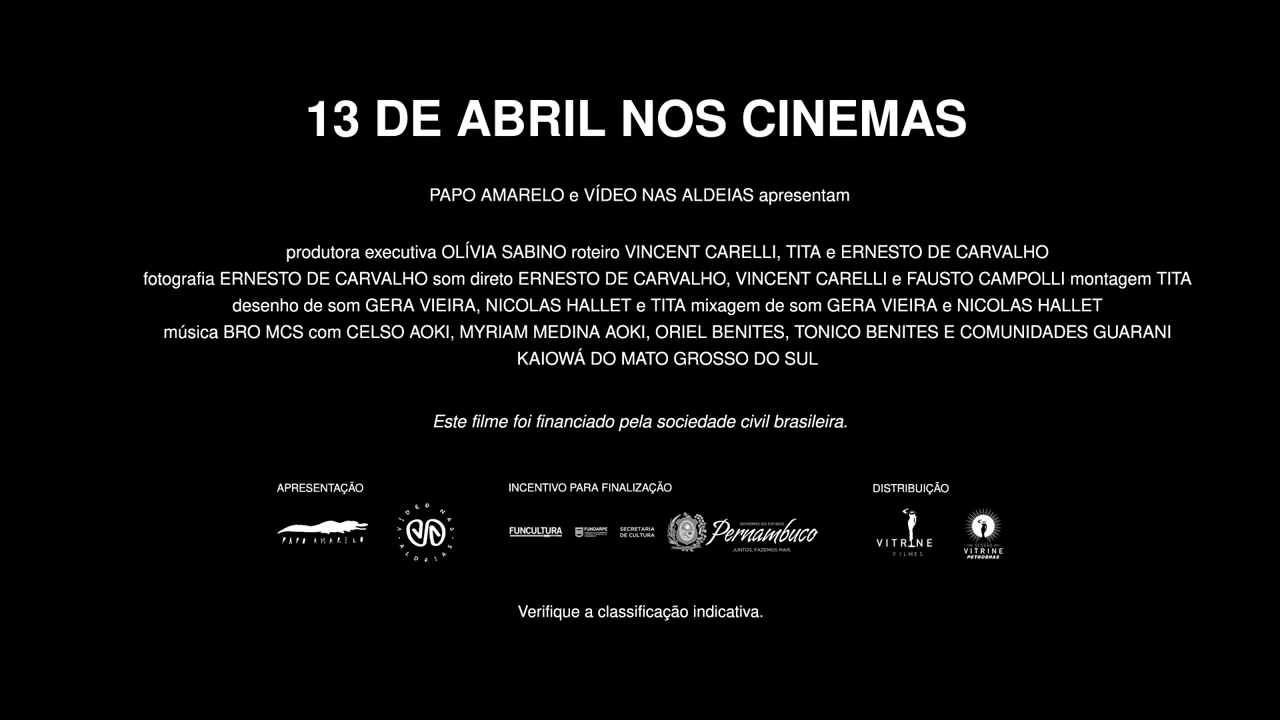 13 DE ABRIL NOS CINEMAS
PAPO AMARELO e VÍDEO NAS ALDEIAS apresentam
produtora executiva OLÍVIA SABINO roteiro VINCENT CARELLI, TITA e ERNESTO DE CARVALHO
fotografia ERNESTO DE CARVALHO som direto ERNESTO DE CARVALHO, VINCENT CARELLI e FAUSTO CAMPOLLI montagem TITA
desenho de som GERA VIEIRA, NICOLAS HALLET e TITA mixagem de som GERA VIEIRA e NICOLAS HALLET
música BRO MCS com CELSO AOKI, MYRIAM MEDINA AOKI, ORIEL BENITES, TONICO BENITES E COMUNIDADES GUARANI
KAIOWÁ DO MATO GROSSO DO SUL
Este filme foi financiado pela sociedade civil brasileira.
APRESENTAÇÃO
PAPO AMARELO
VÍDEO NAS ALDEIAS
INCENTIVO PARA FINALIZAÇÃO
FUNCULTURA
FUNDARPE
SECRETARIA
DE CULTURA
GOVERNO DO ESTADO
Pernambuco
JUNTOS, FAZEMOS MAIS.
DISTRIBUIÇÃO
VITRINE
FILMES
SESSÃO
VITRINE
PETROBRAS
Verifique a classificação indicativa.